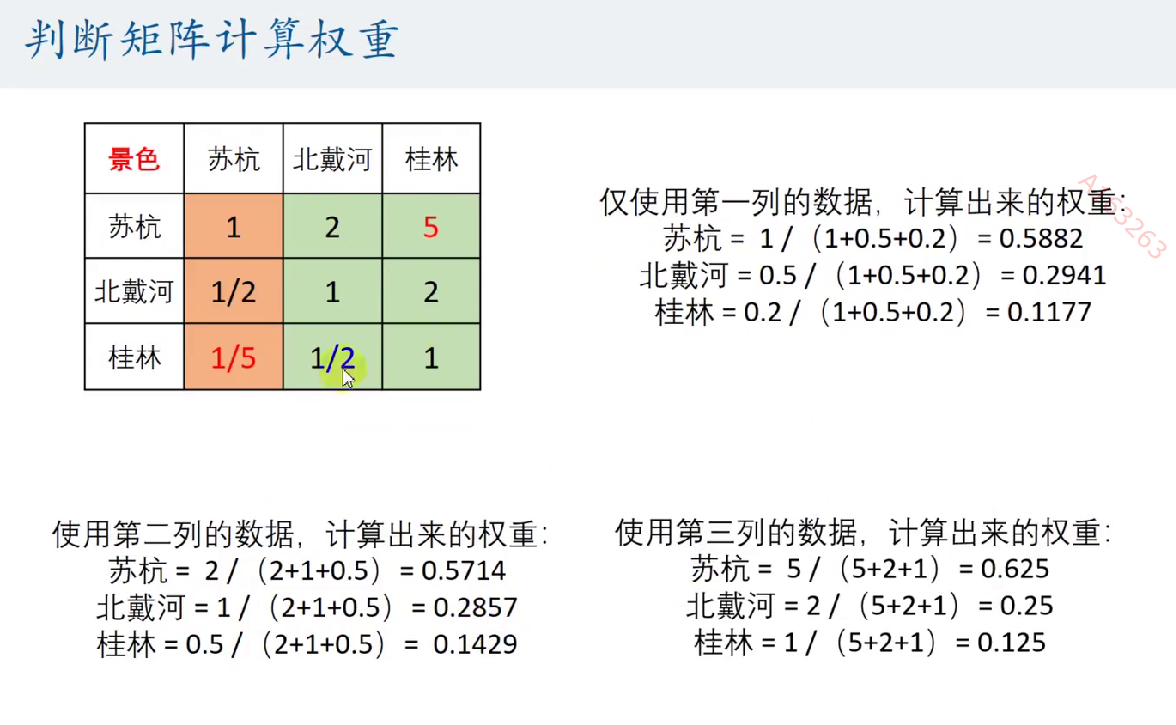 判断矩阵计算权重
景色 苏杭 北戴河 桂林
苏杭 1 2 5
北戴河 1/2 1 2
桂林 1/5 1/2 1
仅使用第一列的数据，计算出来的权重：
苏杭 = 1 /（1+0.5+0.2）= 0.5882
北戴河 = 0.5 /（1+0.5+0.2）= 0.2941
桂林 = 0.2 /（1+0.5+0.2）= 0.1177
使用第二列的数据，计算出来的权重：
苏杭 = 2 /（2+1+0.5）= 0.5714
北戴河 = 1 /（2+1+0.5）= 0.2857
桂林 = 0.5 /（2+1+0.5）= 0.1429
使用第三列的数据，计算出来的权重：
苏杭 = 5 /（5+2+1）= 0.625
北戴河 = 2 /（5+2+1）= 0.25
桂林 = 1 /（5+2+1）= 0.125